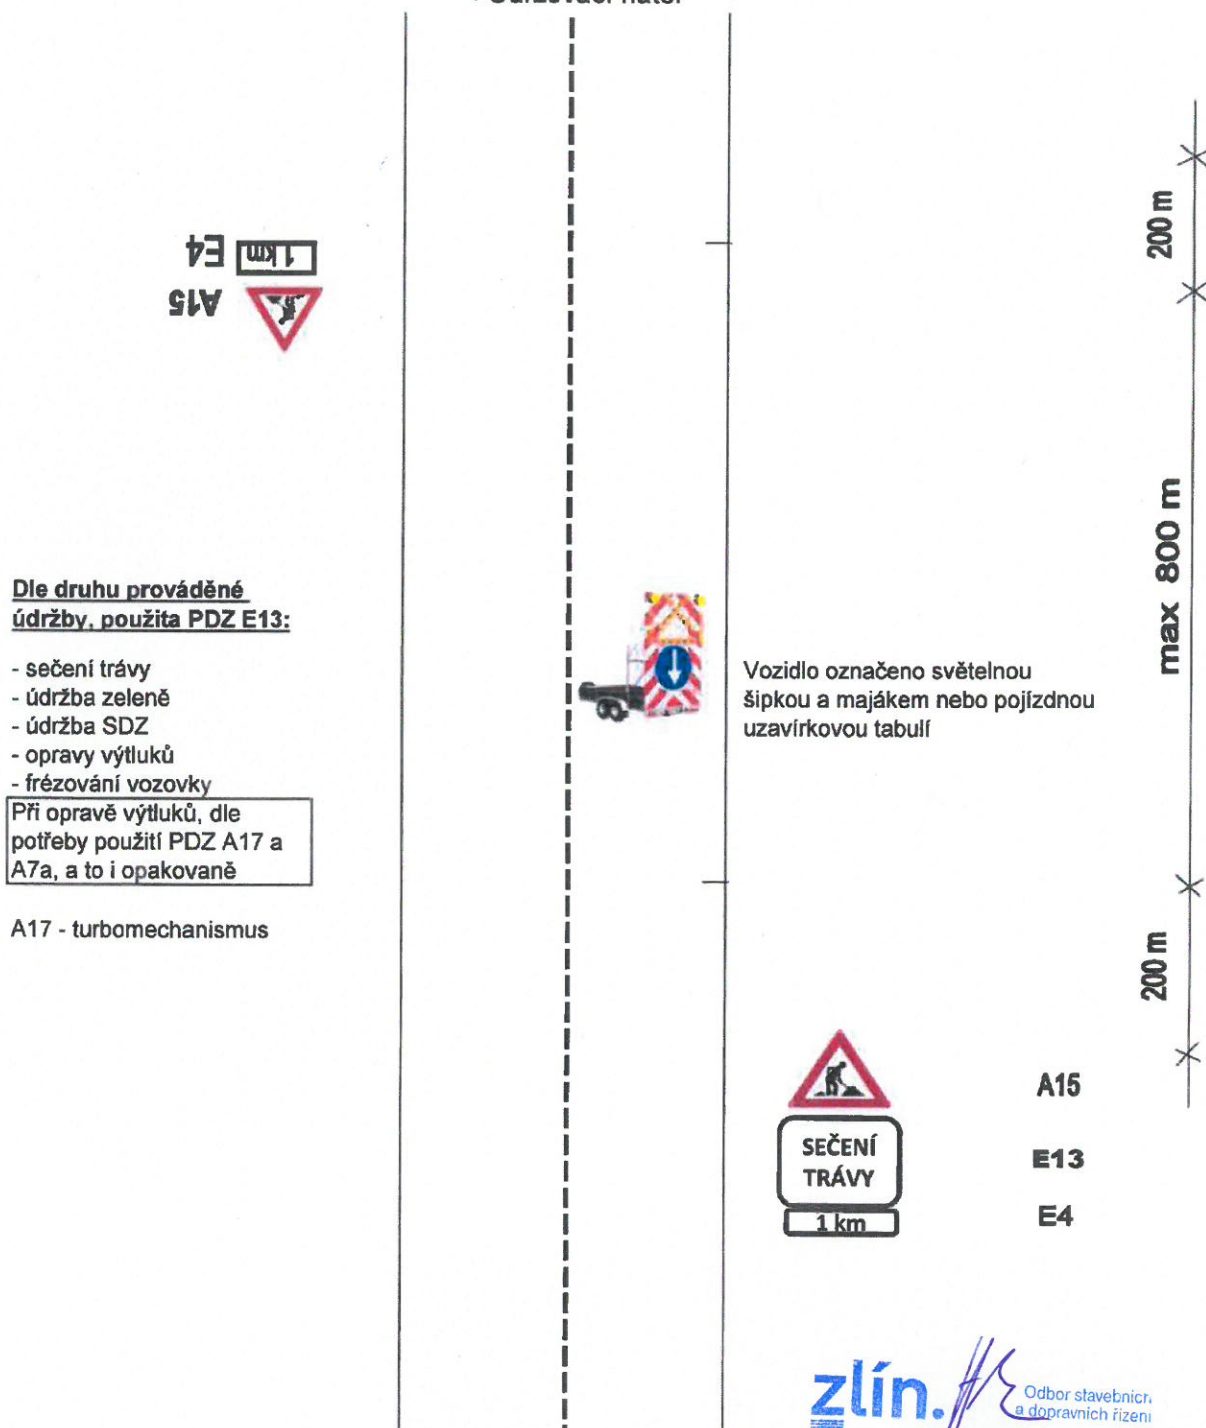 200 m
1 km E4
A15
max 800 m
Dle druhu prováděné
údržby, použita PDZ E13:
- sečení trávy
- údržba zeleně
- údržba SDZ
- opravy výtluků
- frézování vozovky
Při opravě výtluků, dle
potřeby použití PDZ A17 a
A7a, a to i opakovaně
A17 - turbomechanismus
Vozidlo označeno světelnou
šipkou a majákem nebo pojízdnou
uzavírkovou tabulí
200 m
A15
SEČENÍ
TRÁVY
E13
1 km
E4
zlín.
Odbor stavebních
a dopravních řízení